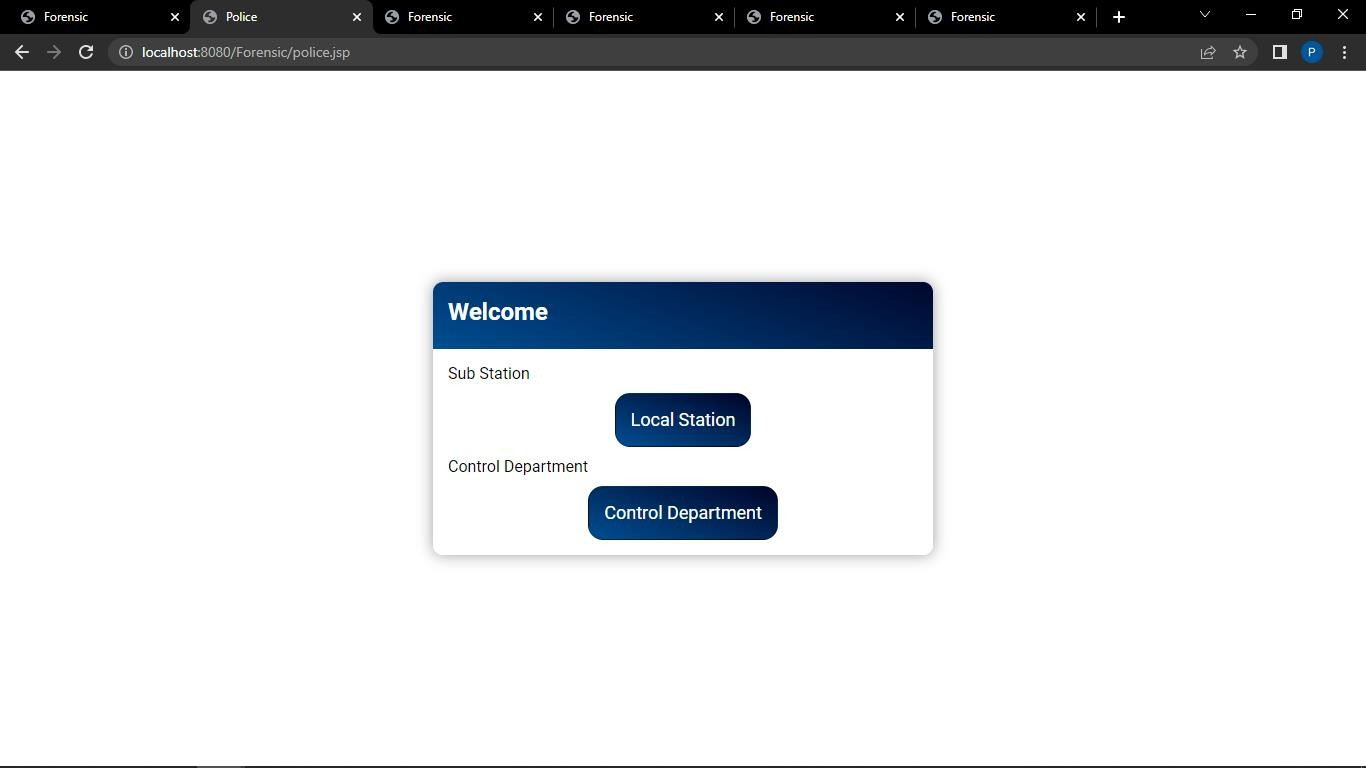 Forensic Police Forensic Forensic Forensic Forensic
localhost:8080/Forensic/police.jsp P
Welcome
Sub Station
Local Station
Control Department
Control Department